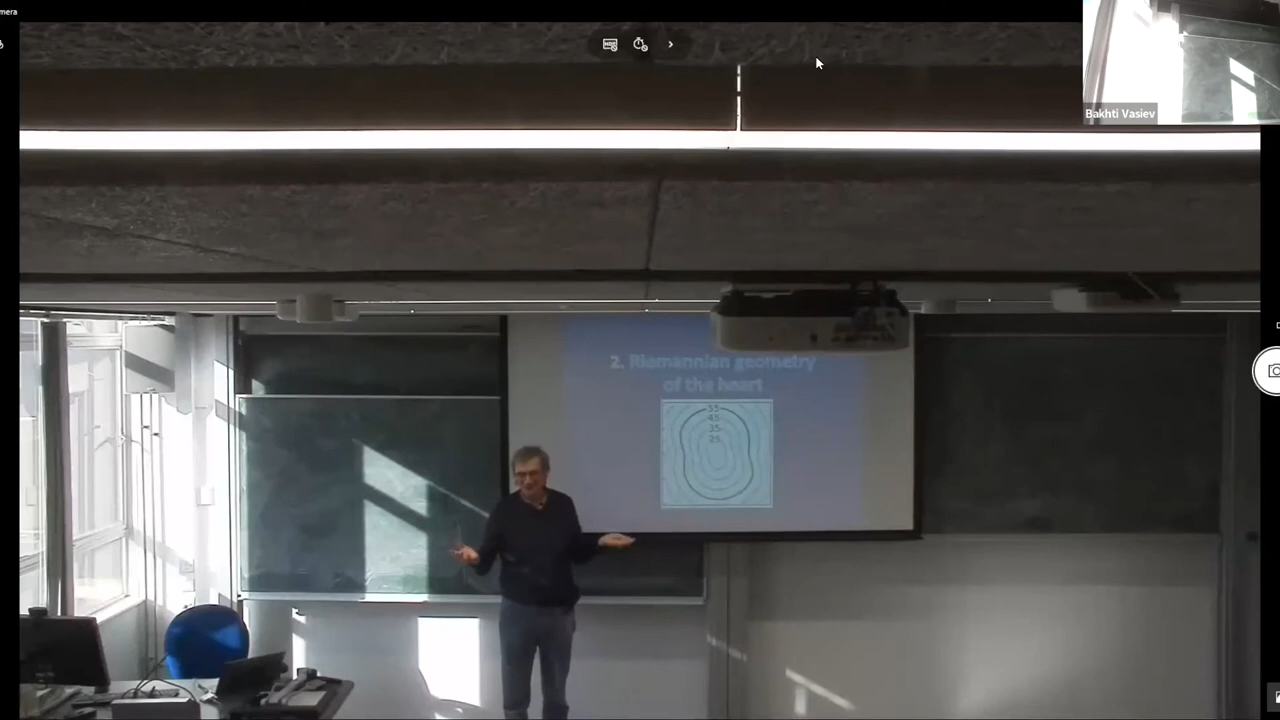 mera
Bakhti Vasiev
2. Riemannian geometry
of the heart
55
45
35
25